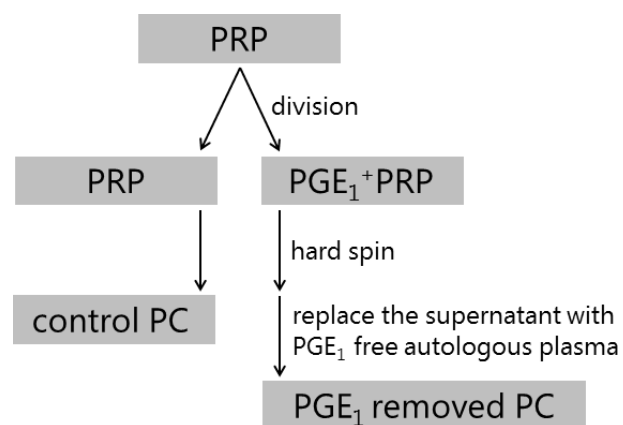 PRP
division
PRP
PGE₁⁺PRP
hard spin
control PC
replace the supernatant with
PGE₁ free autologous plasma
PGE₁ removed PC